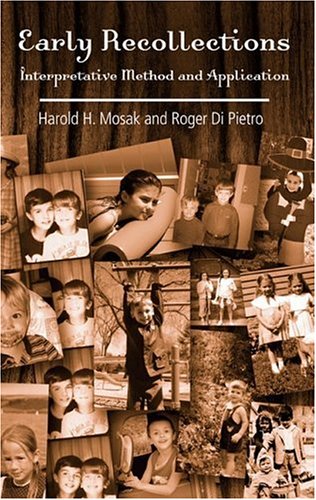 Early Recollections
Interpretative Method and Application
Harold H. Mosak and Roger Di Pietro